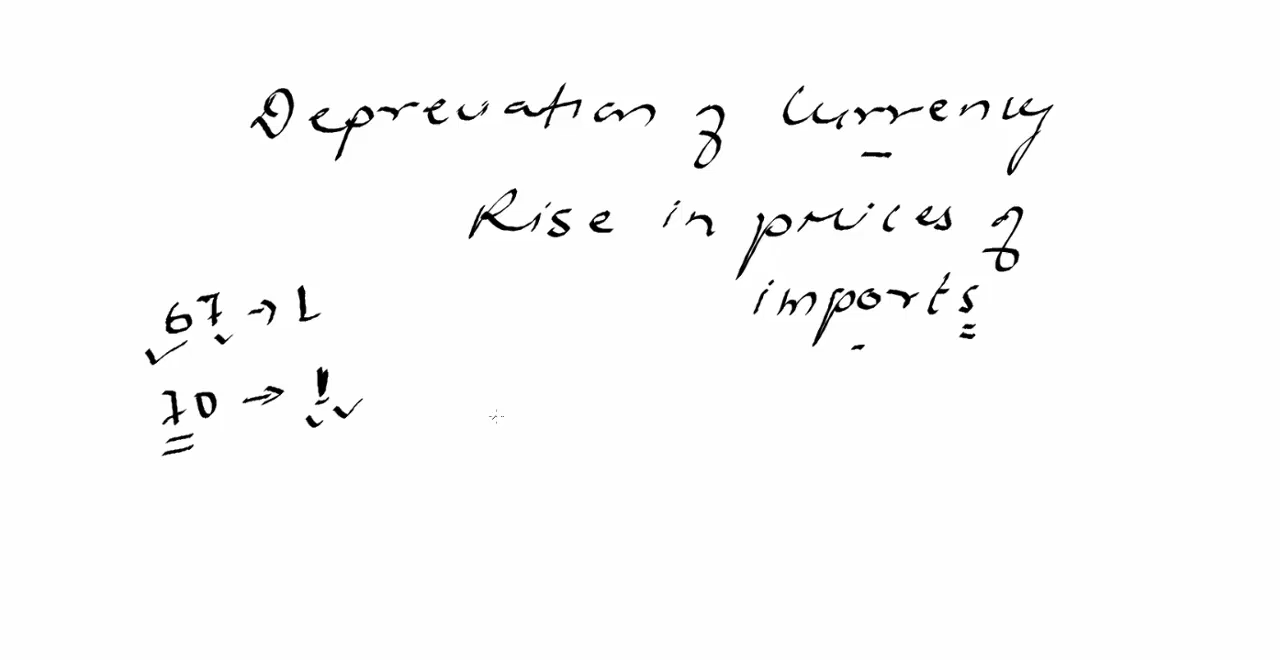 Depreciation of Currency
Rise in prices of
imports
67 → 1
70 → 1